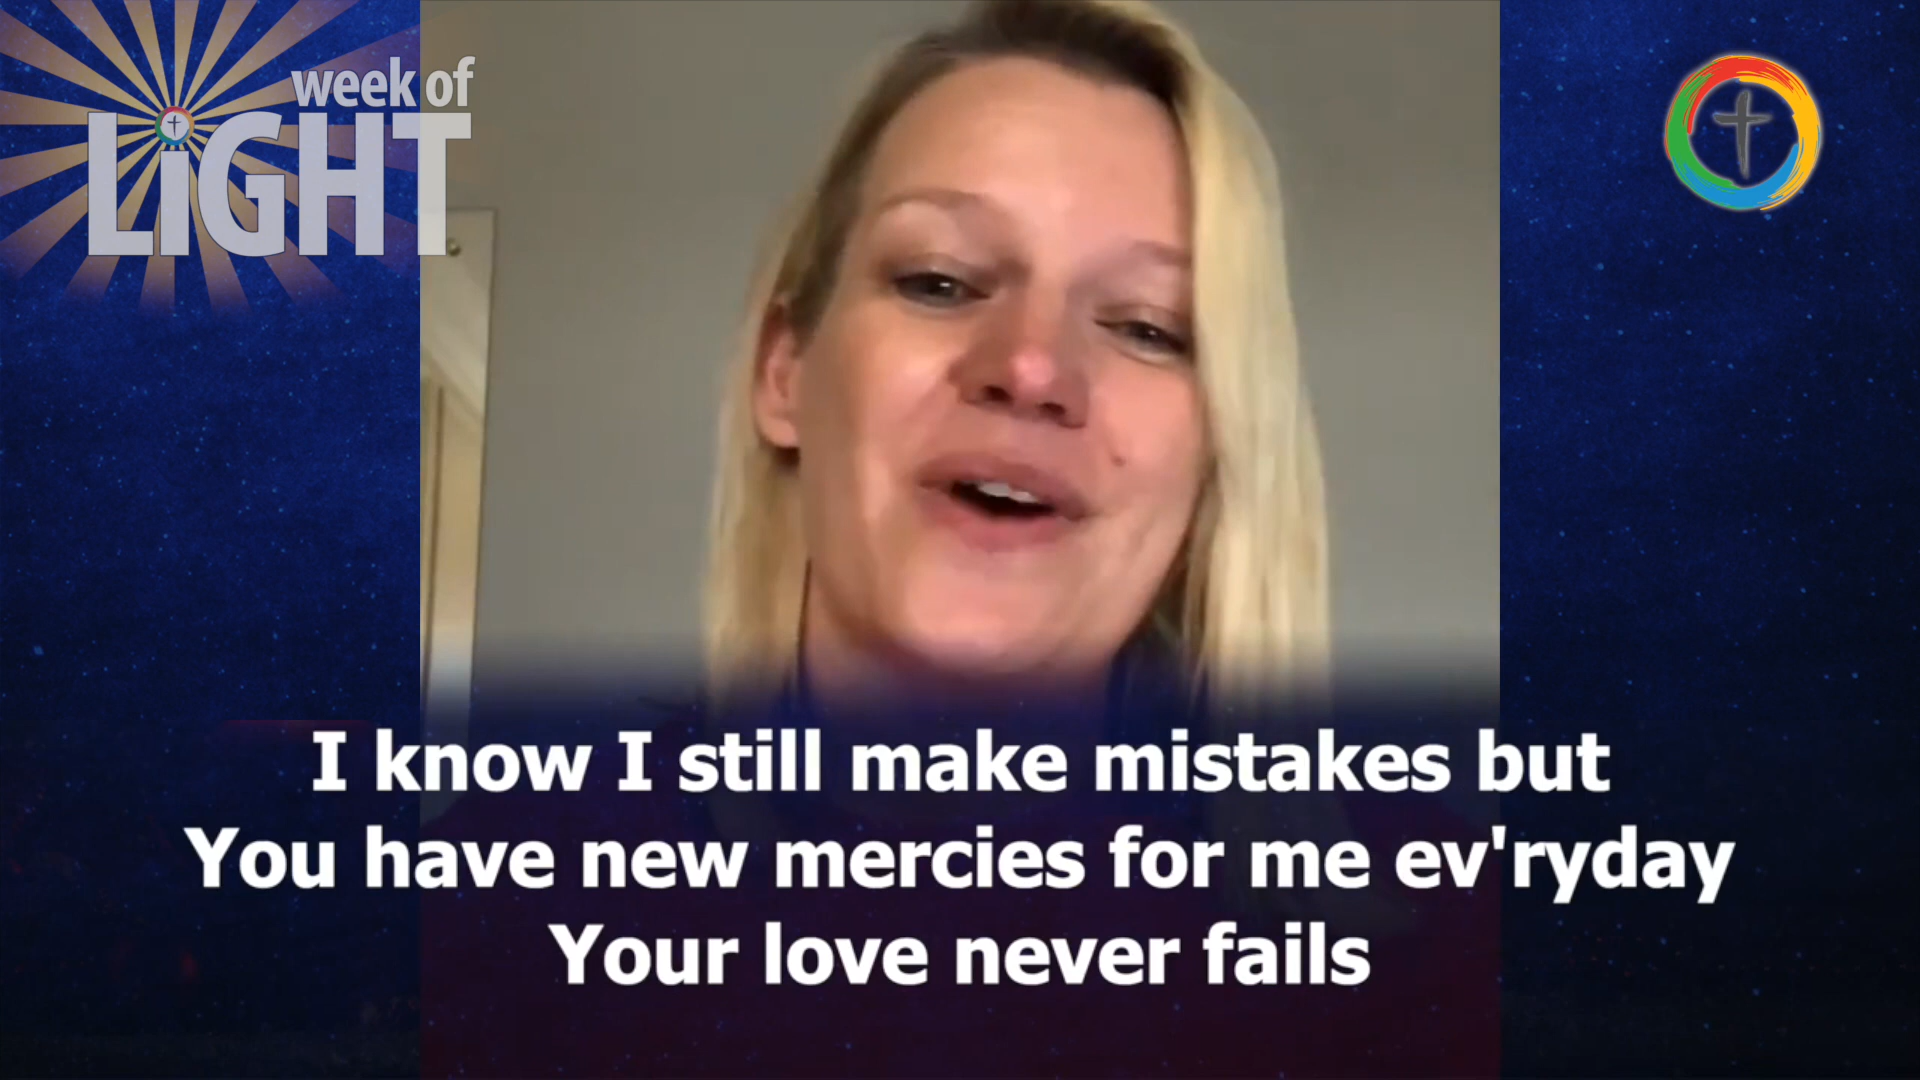 week of
LiGHT
I know I still make mistakes but
You have new mercies for me ev'ryday
Your love never fails